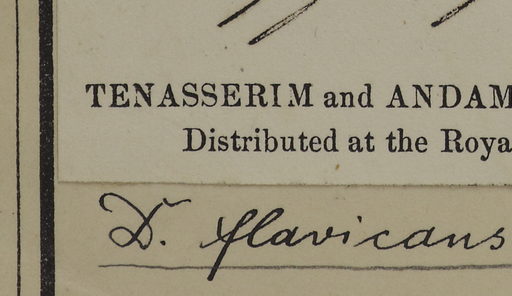 TENASSERIM and ANDAM
Distributed at the Roya
D. flavicans